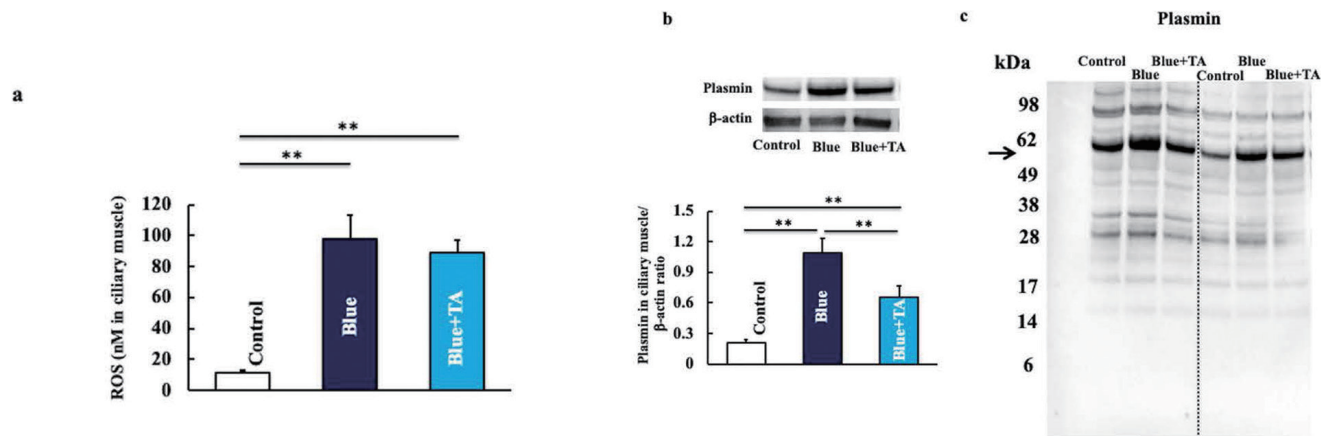 a
**
**
ROS (nM in ciliary muscle)
120
100
80
60
40
20
0
Control
Blue
Blue+TA
b
Plasmin
β-actin
Control Blue Blue+TA
**
** **
Plasmin in ciliary muscle/
β-actin ratio
1.5
1.2
0.9
0.6
0.3
0
Control
Blue
Blue+TA
c
Plasmin
kDa
Control Blue Blue+TA Control Blue Blue+TA
98
62
49
38
28
17
14
6